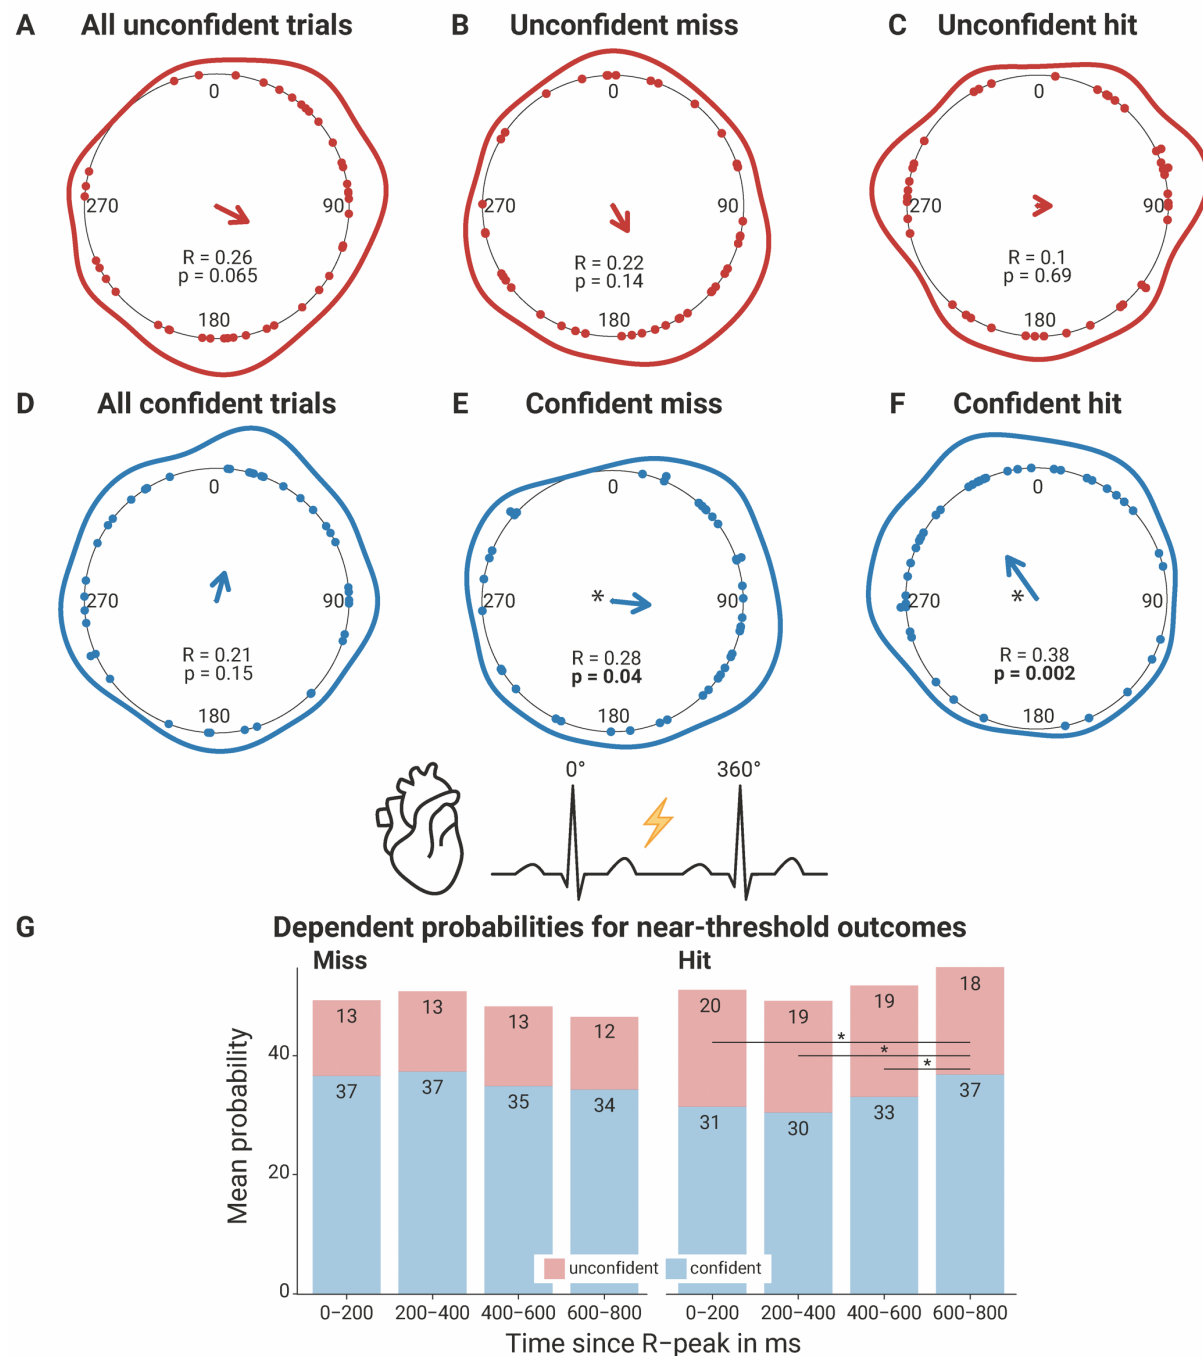 A All unconfident trials
0
90
180
270
R = 0.26
p = 0.065
B Unconfident miss
0
90
180
270
R = 0.22
p = 0.14
C Unconfident hit
0
90
180
270
R = 0.1
p = 0.69
D All confident trials
0
90
180
270
R = 0.21
p = 0.15
E Confident miss
0
90
180
270
*
R = 0.28
p = 0.04
F Confident hit
0
90
180
270
*
R = 0.38
p = 0.002
0° 360°
G Dependent probabilities for near-threshold outcomes
Miss Hit
Mean probability
40
20
0
13 13 13 12
37 37 35 34
20 19 19 18
* * *
31 30 33 37
unconfident confident
0−200 200−400 400−600 600−800 0−200 200−400 400−600 600−800
Time since R−peak in ms